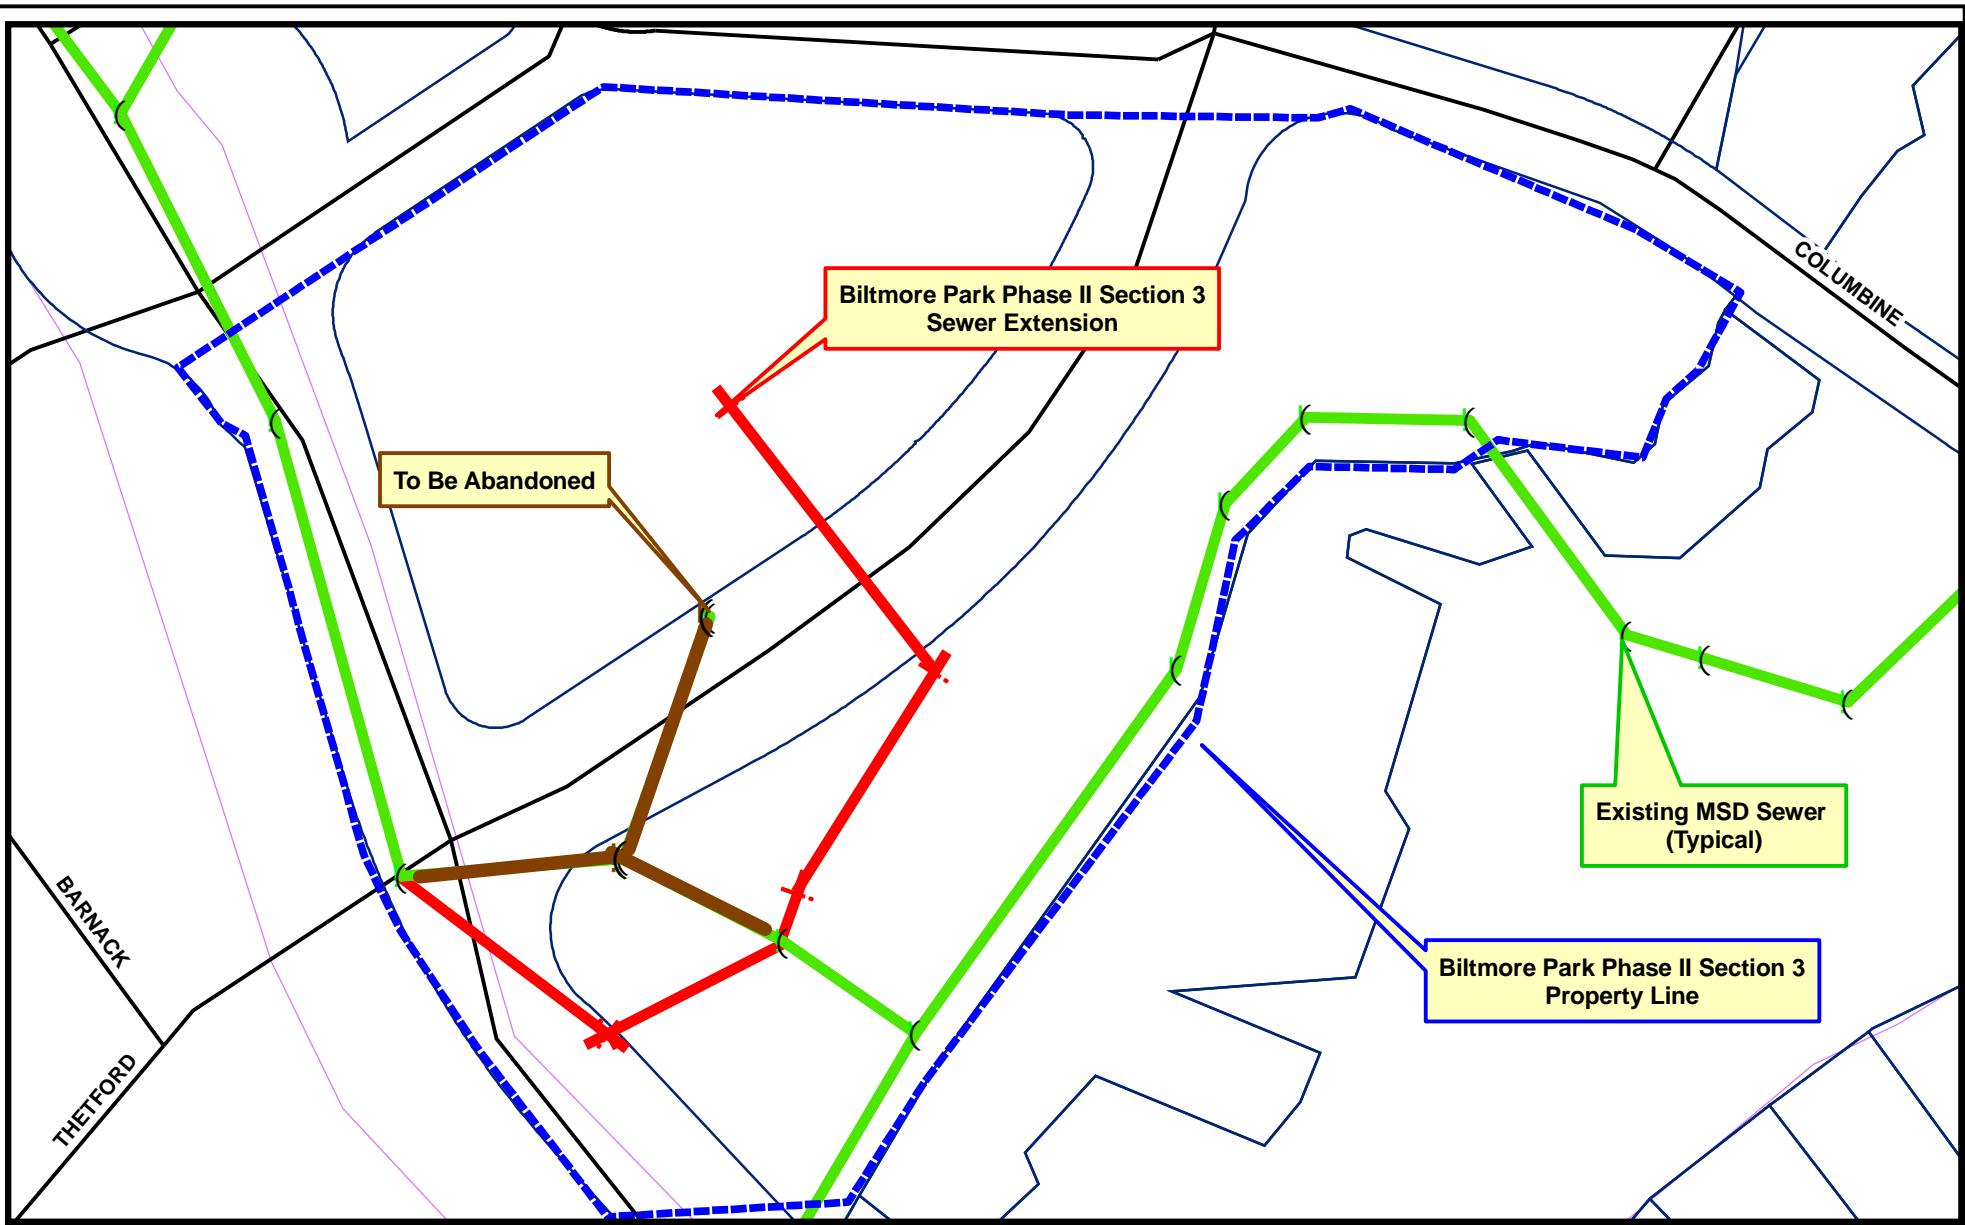 COLUMBINE
Biltmore Park Phase II Section 3
Sewer Extension
To Be Abandoned
Existing MSD Sewer
(Typical)
BARNACK
Biltmore Park Phase II Section 3
Property Line
THETFORD